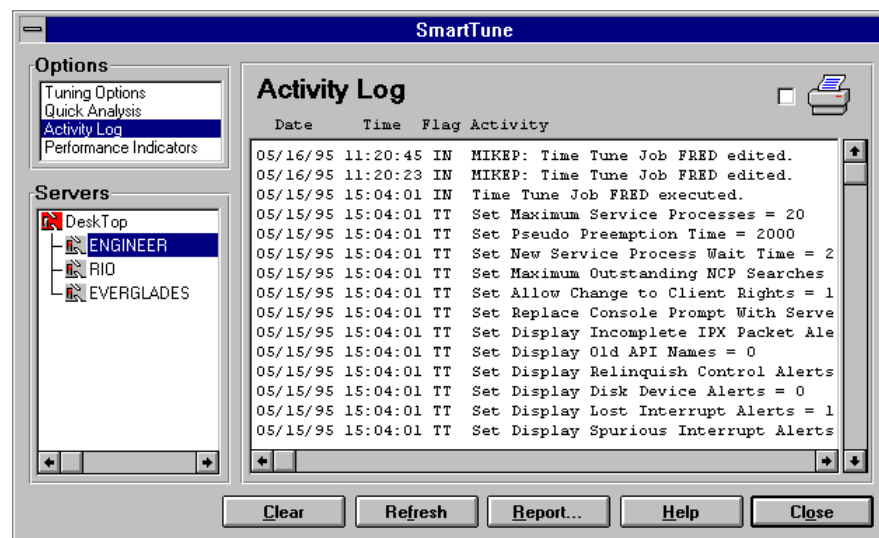 SmartTune
Options
Tuning Options
Quick Analysis
Activity Log
Performance Indicators
Servers
DeskTop
ENGINEER
RIO
EVERGLADES
Activity Log
Date Time Flag Activity
05/16/95 11:20:45 IN MIKEP: Time Tune Job FRED edited.
05/16/95 11:20:23 IN MIKEP: Time Tune Job FRED edited.
05/15/95 15:04:01 IN Time Tune Job FRED executed.
05/15/95 15:04:01 TT Set Maximum Service Processes = 20
05/15/95 15:04:01 TT Set Pseudo Preemption Time = 2000
05/15/95 15:04:01 TT Set New Service Process Wait Time = 2
05/15/95 15:04:01 TT Set Maximum Outstanding NCP Searches
05/15/95 15:04:01 TT Set Allow Change to Client Rights = 1
05/15/95 15:04:01 TT Set Replace Console Prompt With Serve
05/15/95 15:04:01 TT Set Display Incomplete IPX Packet Ale
05/15/95 15:04:01 TT Set Display Old API Names = 0
05/15/95 15:04:01 TT Set Display Relinquish Control Alerts
05/15/95 15:04:01 TT Set Display Disk Device Alerts = 0
05/15/95 15:04:01 TT Set Display Lost Interrupt Alerts = 1
05/15/95 15:04:01 TT Set Display Spurious Interrupt Alerts
Clear Refresh Report... Help Close